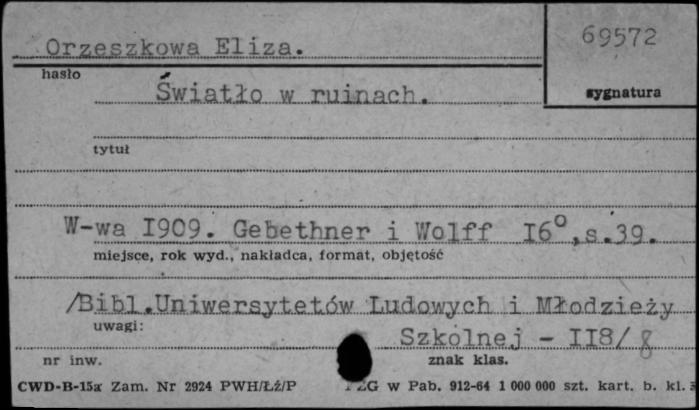 Orzeszkowa Eliza.
69572
hasło
Światło w ruinach.
sygnatura
tytuł
W-wa 1909. Gebethner i Wolff 16°,s.39.
miejsce, rok wyd., nakładca, format, objętość
/Bibl.Uniwersytetów Ludowych i Młodzieży
uwagi:
Szkolnej - 118/ 8
nr inw.
znak klas.
CWD-B-15a Zam. Nr 2924 PWH/Łź/P ZG w Pab. 912-64 1 000 000 szt. kart. b. kl.